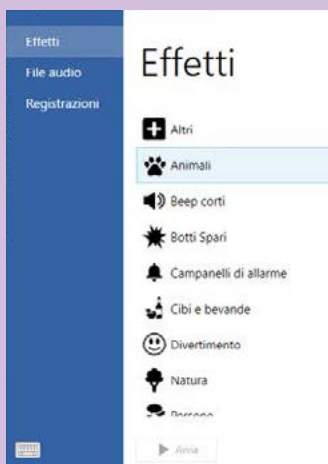 Effetti
File audio
Registrazioni
Effetti
Altri
Animali
Beep corti
Botti Spari
Campanelli di allarme
Cibi e bevande
Divertimento
Natura
Persone
Avvia